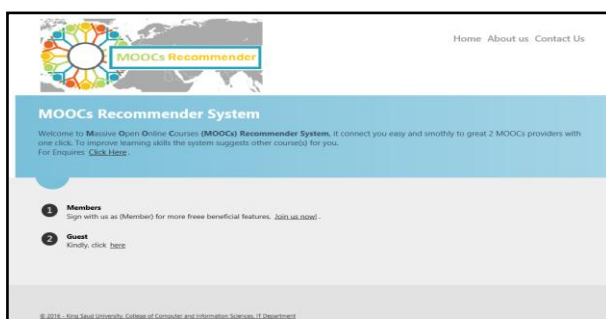 MOOCs Recommender
Home About us Contact Us
MOOCs Recommender System
Welcome to Massive Open Online Courses (MOOCs) Recommender System, it connect you easy and smothly to great 2 MOOCs providers with
one click. To improve learning skills the system suggests other course(s) for you.
For Enquires Click Here .
1 Members
Sign with us as (Member) for more freee beneficial features. Join us now! .
2 Guest
Kindly, click here
© 2016 - King Saud University, College of Computer and Information Sciences, IT Department